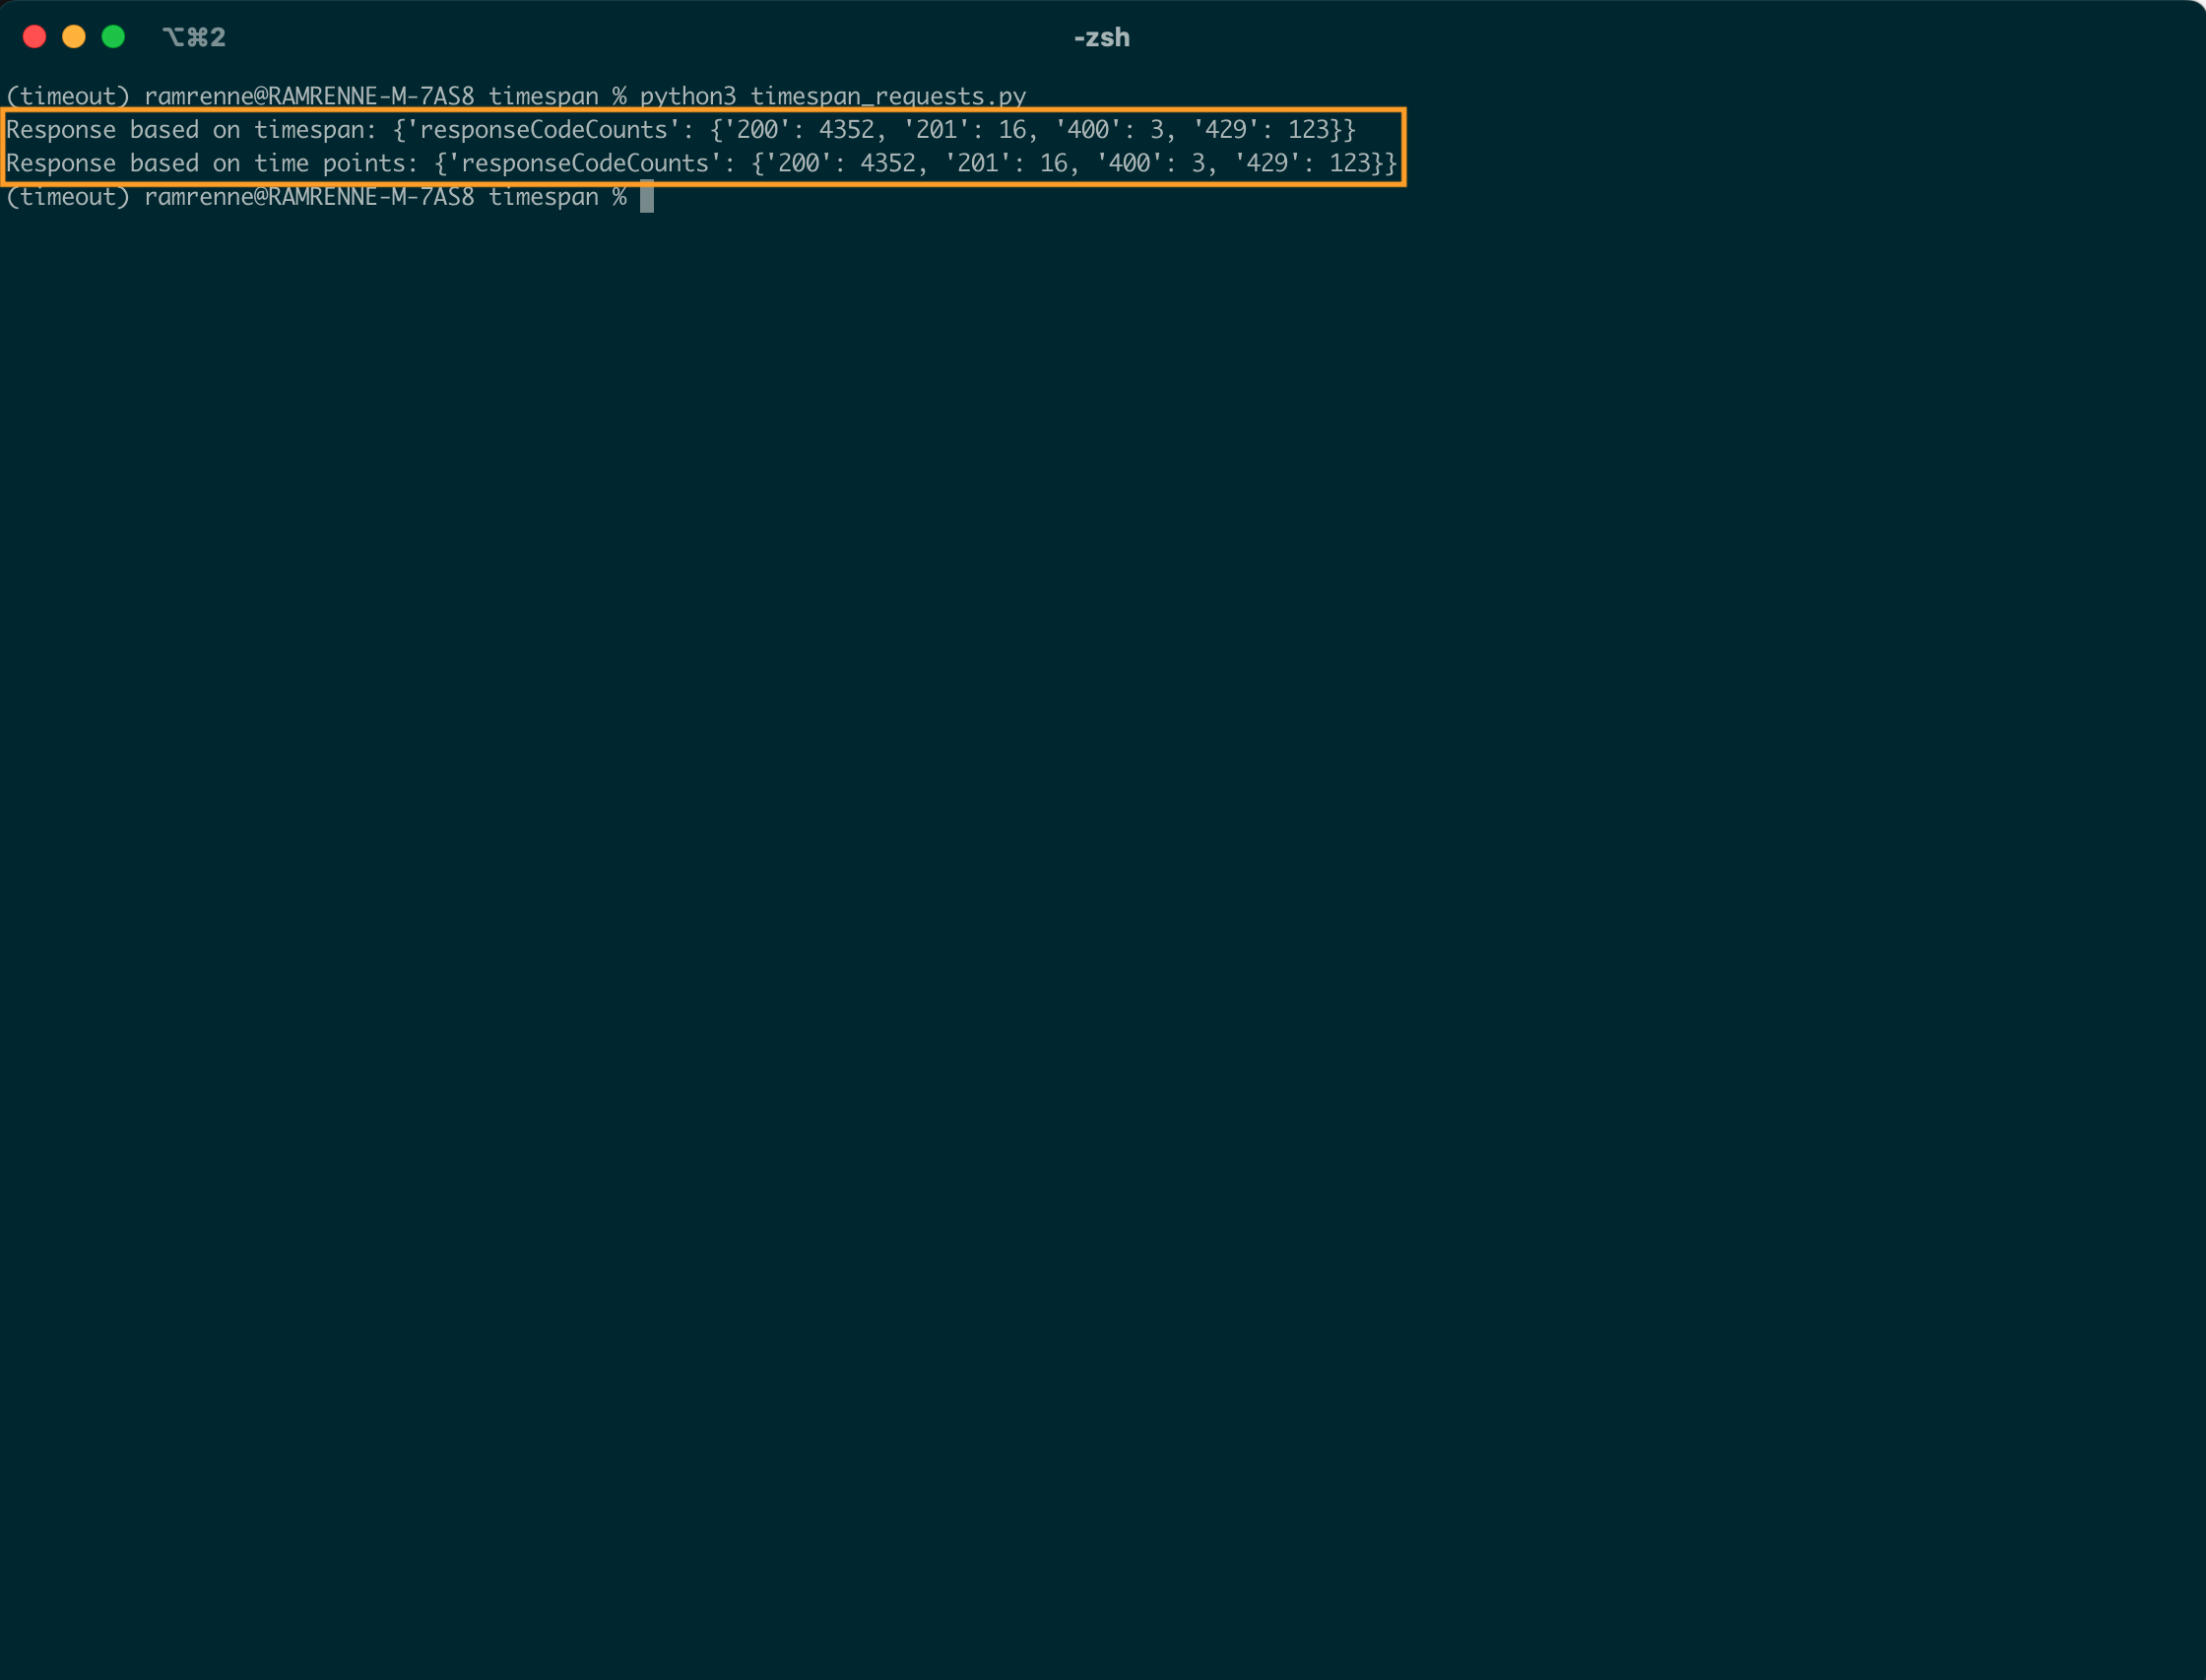 ⌥⌘2
-zsh
(timeout) ramrenne@RAMRENNE-M-7AS8 timespan % python3 timespan_requests.py
Response based on timespan: {'responseCodeCounts': {'200': 4352, '201': 16, '400': 3, '429': 123}}
Response based on time points: {'responseCodeCounts': {'200': 4352, '201': 16, '400': 3, '429': 123}}
(timeout) ramrenne@RAMRENNE-M-7AS8 timespan %